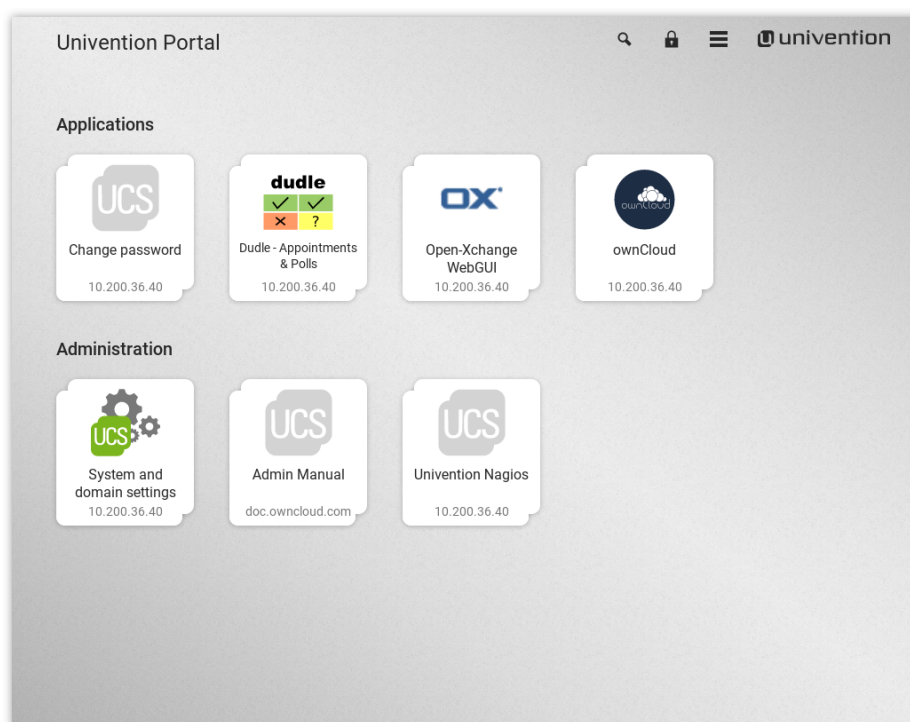 Univention Portal
univention
Applications
UCS
Change password
10.200.36.40
dudle
?
Dudle - Appointments
& Polls
10.200.36.40
OX
Open-Xchange
WebGUI
10.200.36.40
ownCloud
ownCloud
10.200.36.40
Administration
UCS
System and
domain settings
10.200.36.40
UCS
Admin Manual
doc.owncloud.com
UCS
Univention Nagios
10.200.36.40